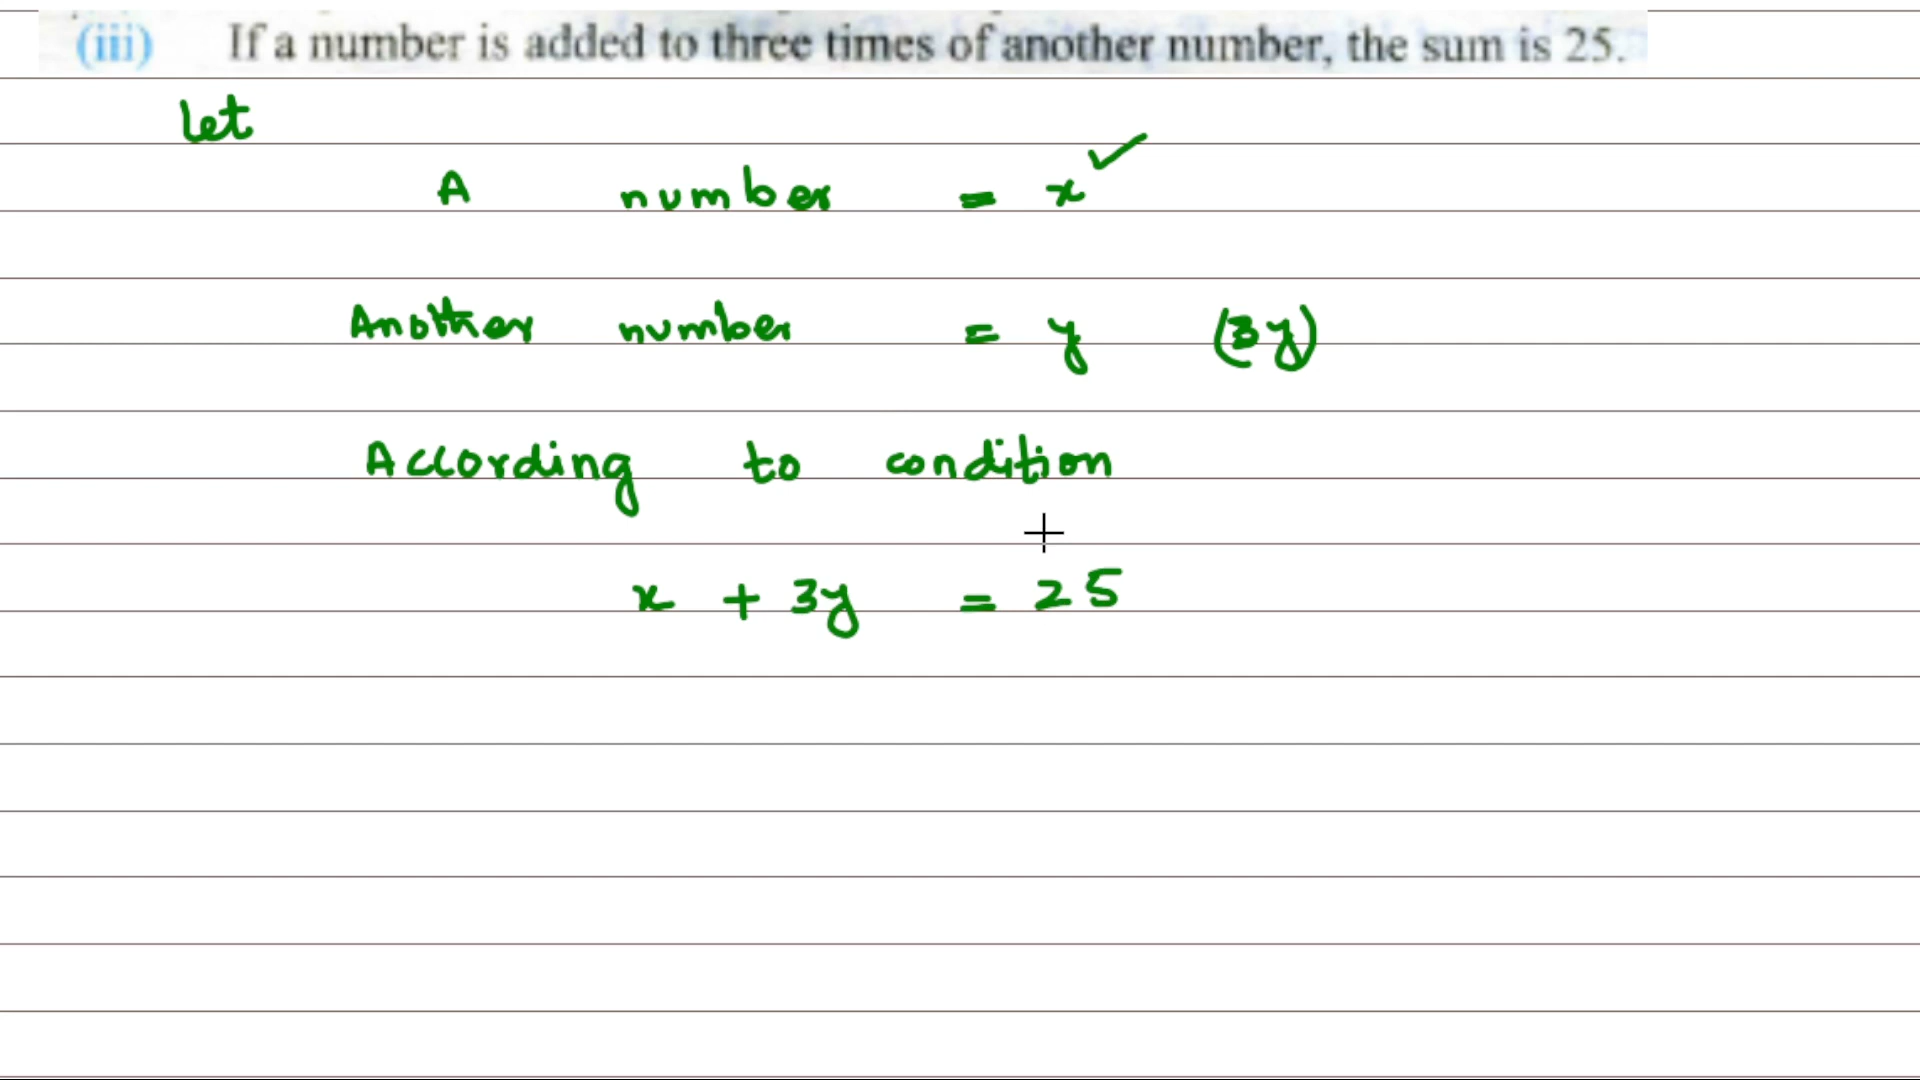 (iii) If a number is added to three times of another number, the sum is 25.
Let
A number = x ✓
Another number = y (3y)
According to condition
x + 3y = 25